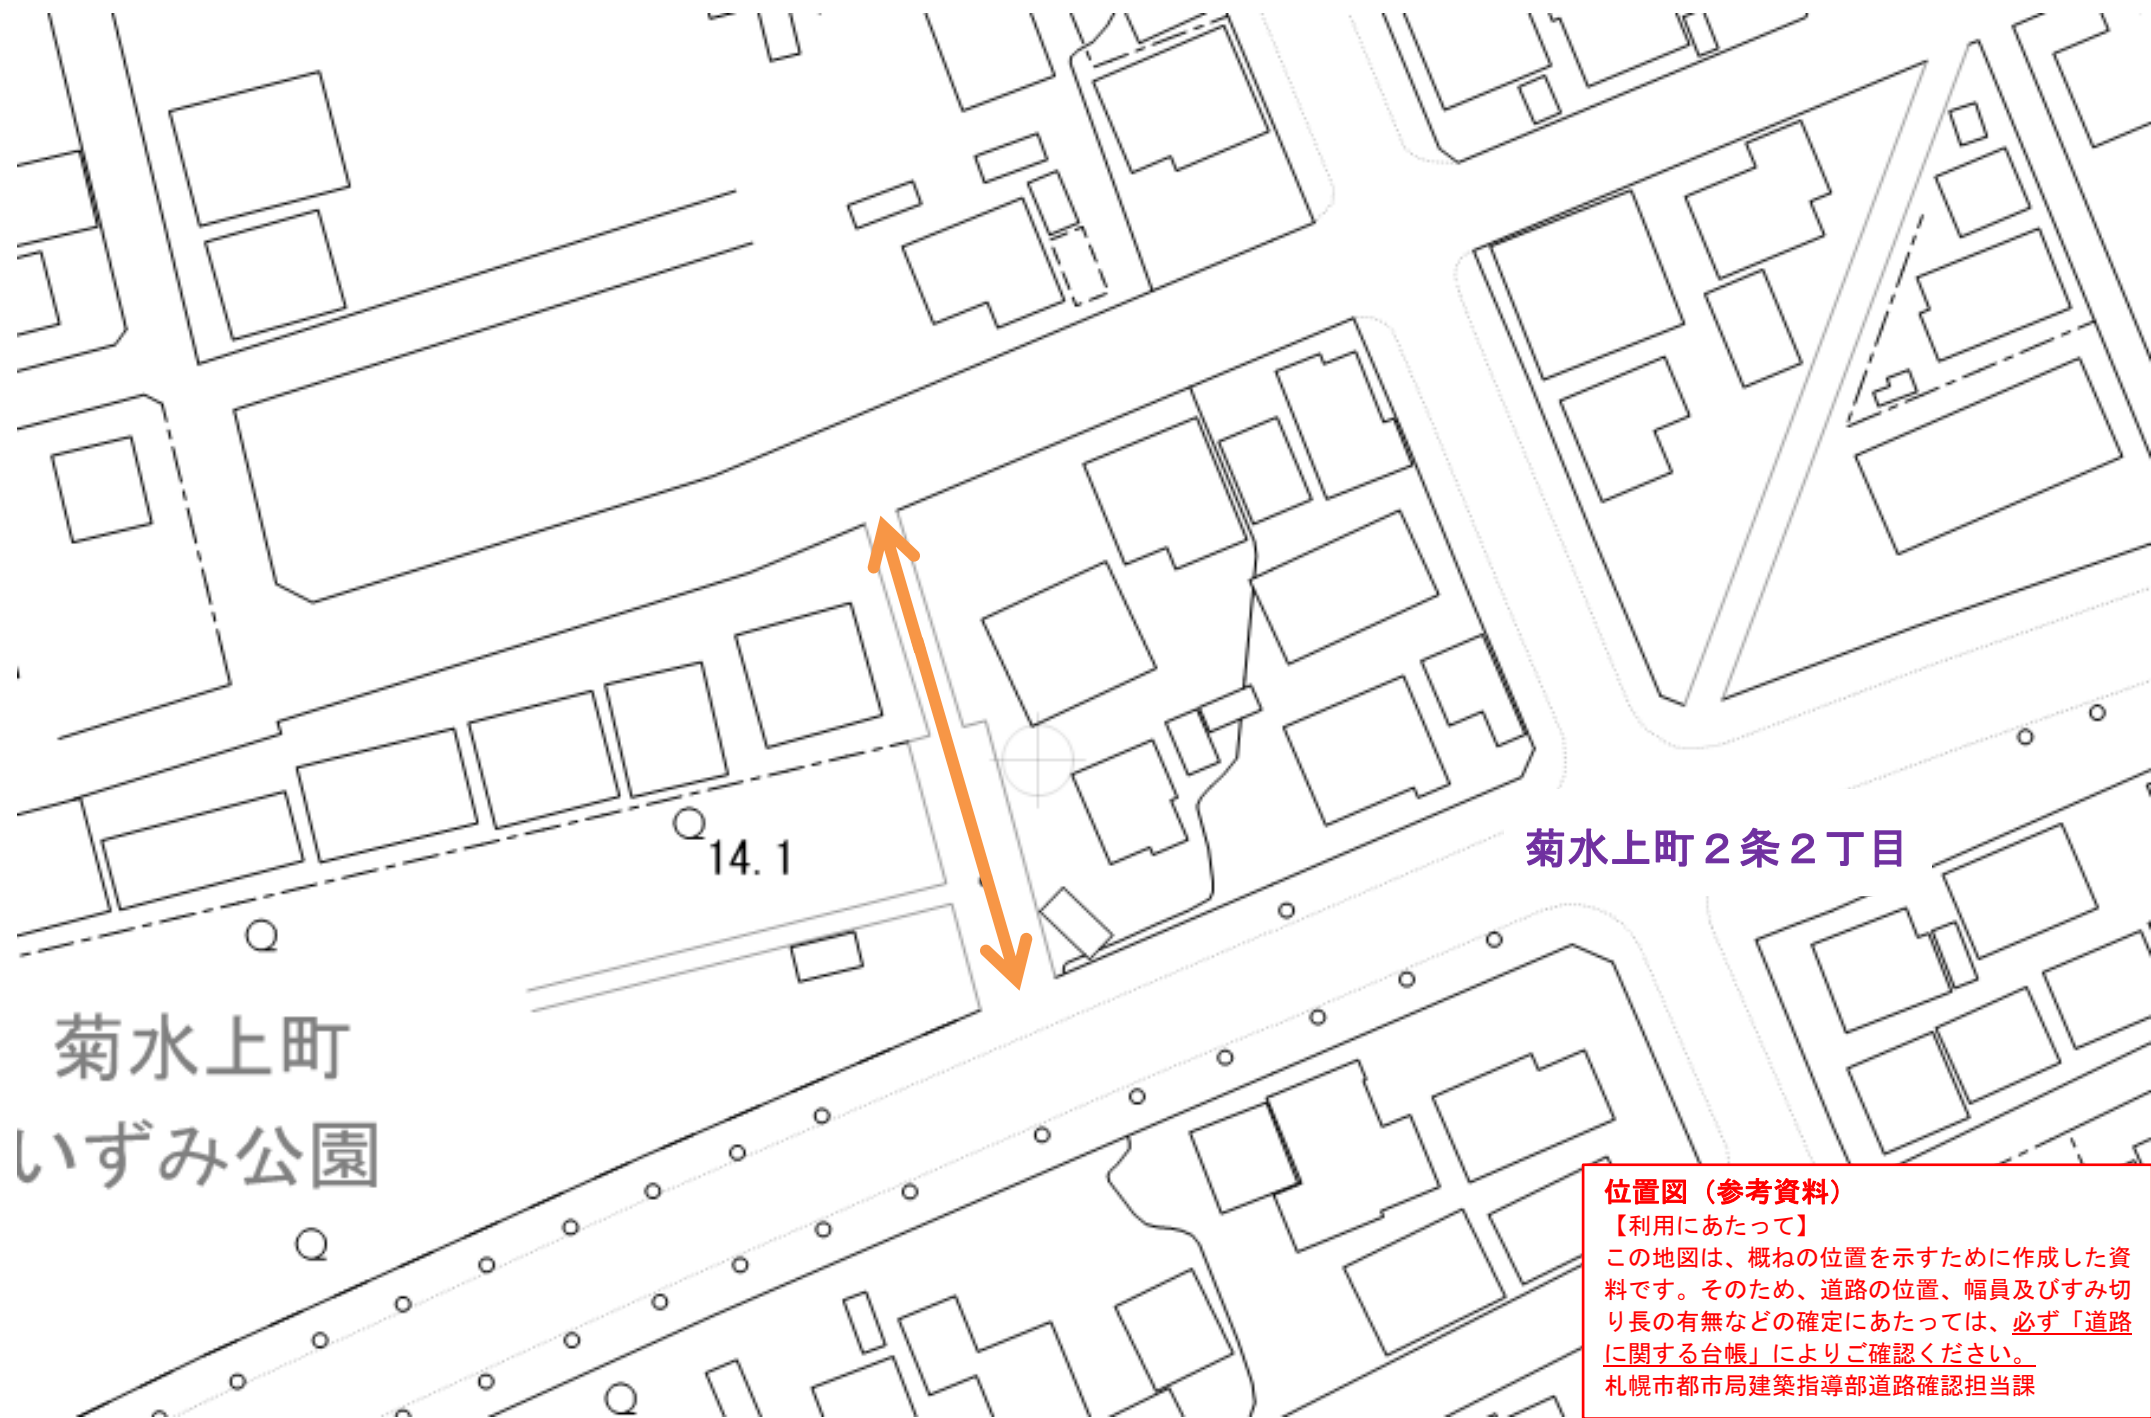 14.1
菊水上町２条２丁目
菊水上町
いずみ公園
位置図（参考資料）
【利用にあたって】
この地図は、概ねの位置を示すために作成した資
料です。そのため、道路の位置、幅員及びすみ切
り長の有無などの確定にあたっては、必ず「道路
に関する台帳」によりご確認ください。
札幌市都市局建築指導部道路確認担当課